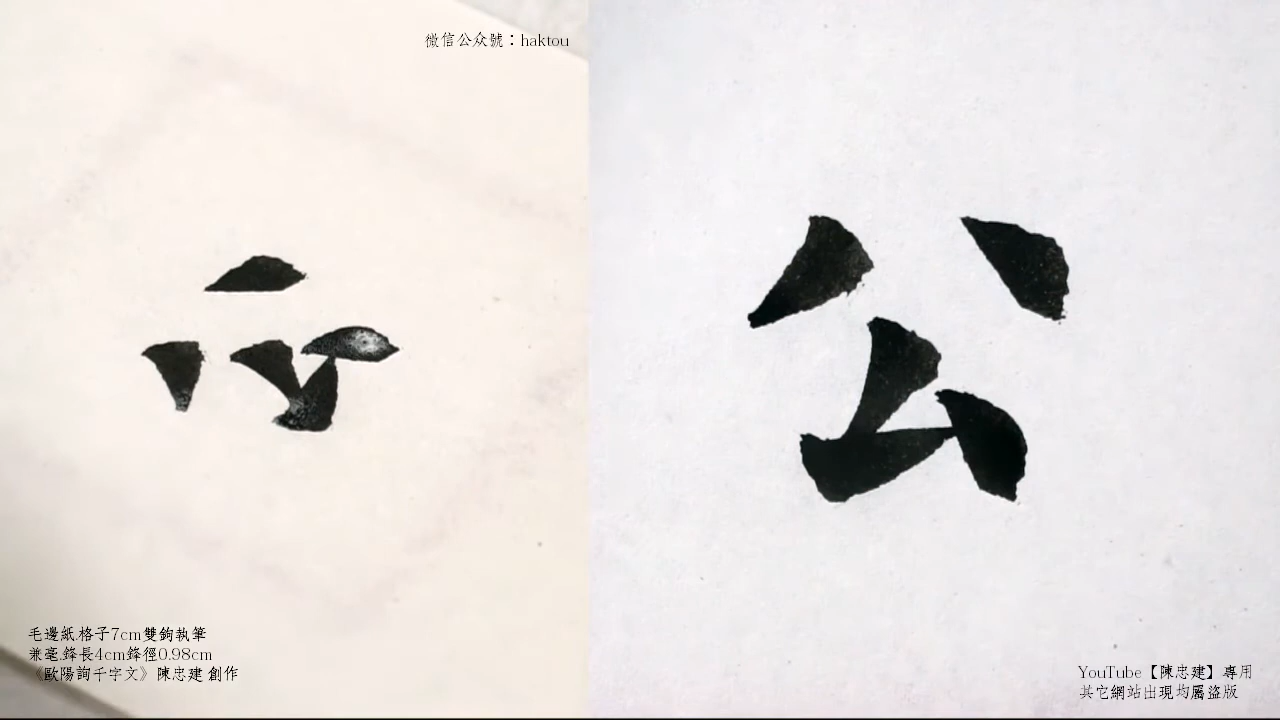 微信公众號：haktou
公
毛邊紙.格子7cm雙鉤執筆
兼毫.鋒長4cm鋒徑0.98cm
《歐陽詢千字文》陳忠建 創作
YouTube【陳忠建】專用
其它網站出現均屬盜版